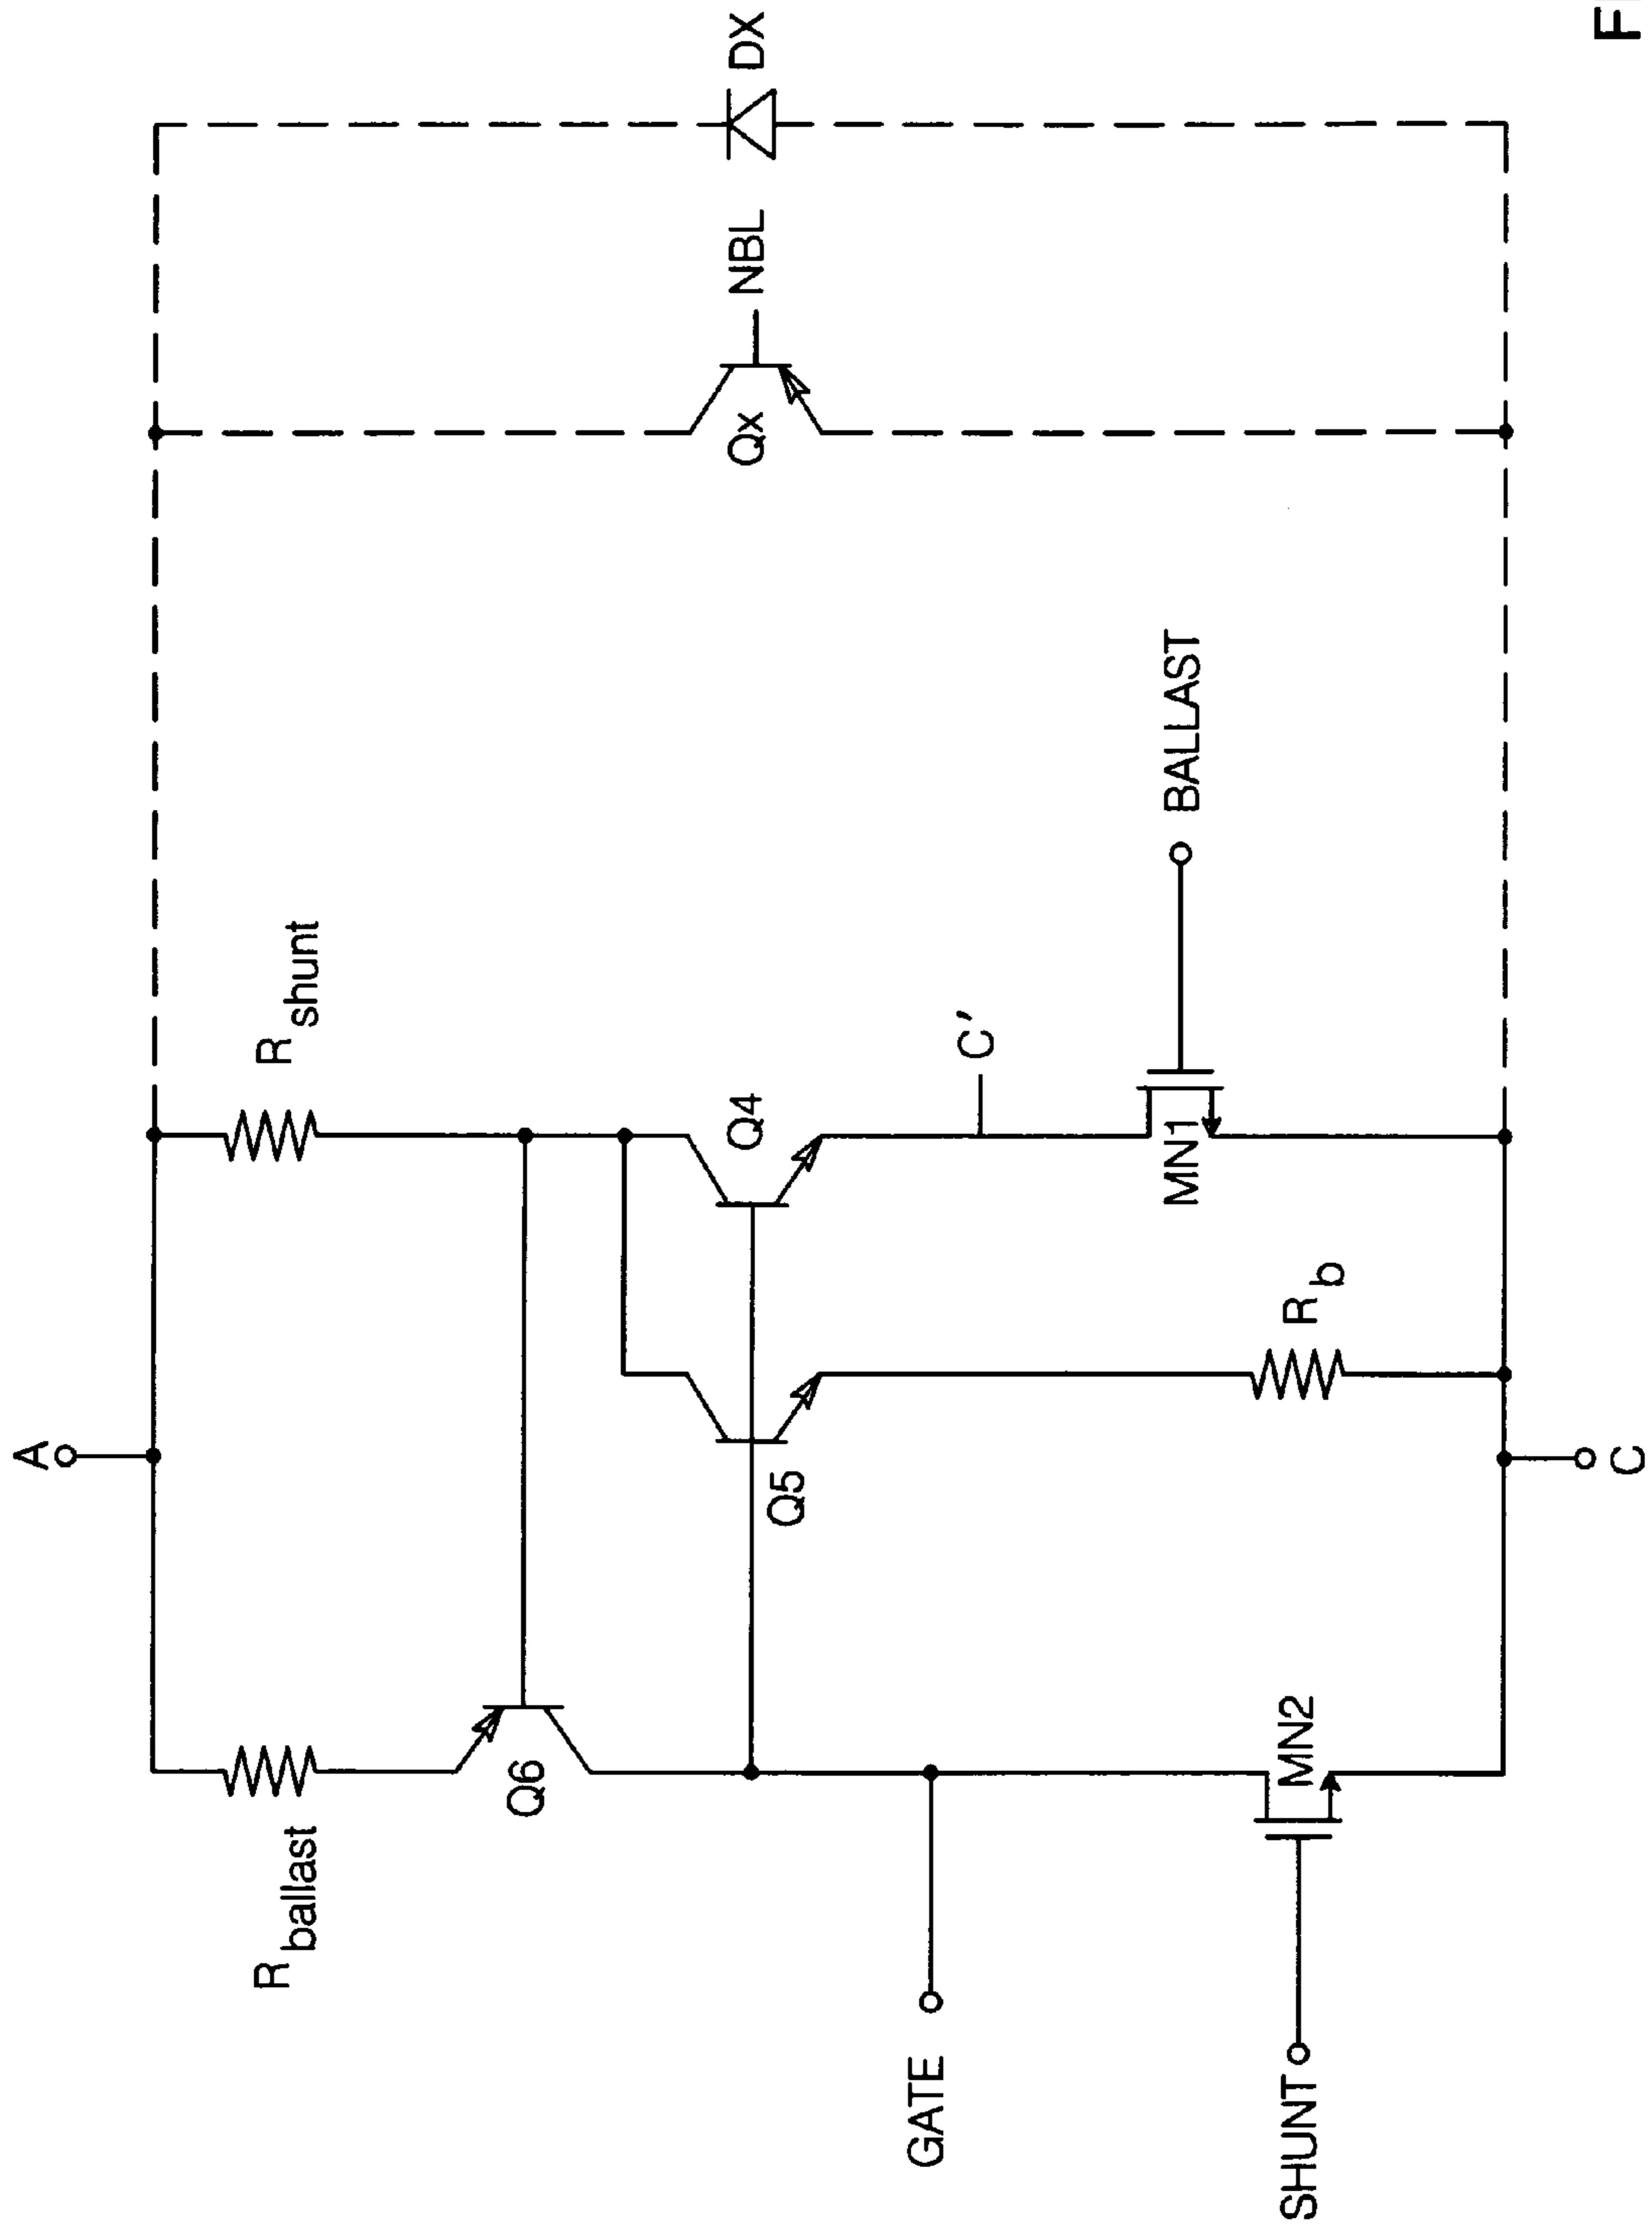 A
R ballast
R shunt
Q6
Q5
Q4
Qx
NBL
DX
GATE
C'
SHUNT
MN2
R b
MN1
BALLAST
C
F